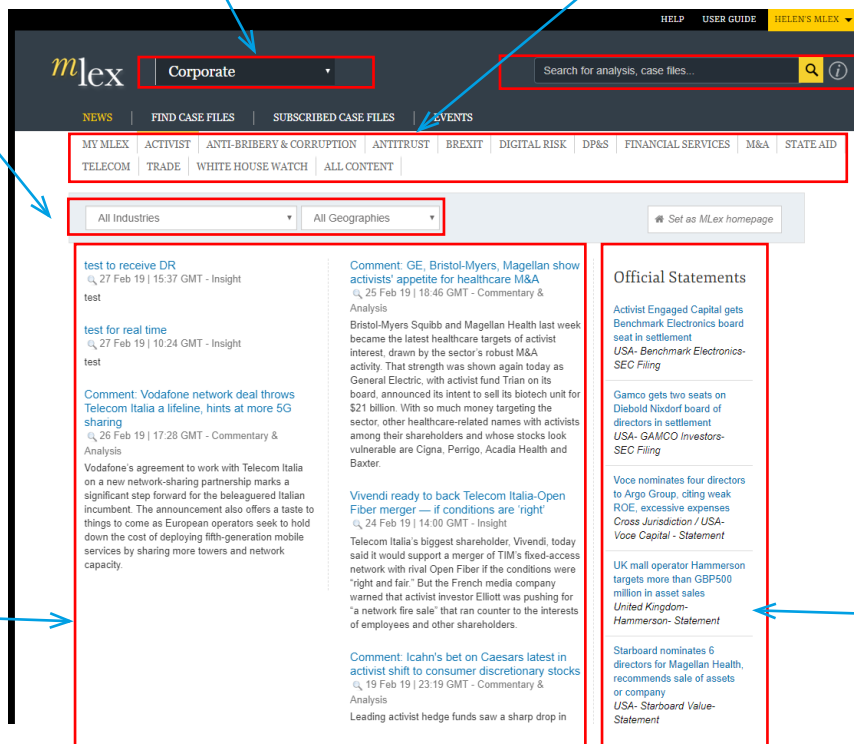 HELP USER GUIDE HELEN'S MLEX
mlex Corporate Search for analysis, case files...
NEWS FIND CASE FILES SUBSCRIBED CASE FILES EVENTS
MY MLEX ACTIVIST ANTI-BRIBERY & CORRUPTION ANTITRUST BREXIT DIGITAL RISK DP&S FINANCIAL SERVICES M&A STATE AID
TELECOM TRADE WHITE HOUSE WATCH ALL CONTENT
All Industries All Geographies Set as MLex homepage
test to receive DR
27 Feb 19 | 15:37 GMT - Insight
test
test for real time
27 Feb 19 | 10:24 GMT - Insight
test
Comment: Vodafone network deal throws
Telecom Italia a lifeline, hints at more 5G
sharing
26 Feb 19 | 17:28 GMT - Commentary &
Analysis
Vodafone's agreement to work with Telecom Italia
on a new network-sharing partnership marks a
significant step forward for the beleaguered Italian
incumbent. The announcement also offers a taste to
things to come as European operators seek to hold
down the cost of deploying fifth-generation mobile
services by sharing more towers and network
capacity.
Comment: GE, Bristol-Myers, Magellan show
activists' appetite for healthcare M&A
25 Feb 19 | 18:46 GMT - Commentary &
Analysis
Bristol-Myers Squibb and Magellan Health last week
became the latest healthcare targets of activist
interest, drawn by the sector's robust M&A
activity. That strength was shown again today as
General Electric, with activist fund Trian on its
board, announced its intent to sell its biotech unit for
$21 billion. With so much money targeting the
sector, other healthcare-related names with activists
among their shareholders and whose stocks look
vulnerable are Cigna, Perrigo, Acadia Health and
Baxter.
Vivendi ready to back Telecom Italia-Open
Fiber merger — if conditions are 'right'
24 Feb 19 | 14:00 GMT - Insight
Telecom Italia's biggest shareholder, Vivendi, today
said it would support a merger of TIM's fixed-access
network with rival Open Fiber if the conditions were
"right and fair." But the French media company
warned that activist investor Elliott was pushing for
"a network fire sale" that ran counter to the interests
of employees and other shareholders.
Comment: Icahn's bet on Caesars latest in
activist shift to consumer discretionary stocks
19 Feb 19 | 23:19 GMT - Commentary &
Analysis
Leading activist hedge funds saw a sharp drop in
Official Statements
Activist Engaged Capital gets
Benchmark Electronics board
seat in settlement
USA- Benchmark Electronics-
SEC Filing
Gamco gets two seats on
Diebold Nixdorf board of
directors in settlement
USA- GAMCO Investors-
SEC Filing
Voce nominates four directors
to Argo Group, citing weak
ROE, excessive expenses
Cross Jurisdiction / USA-
Voce Capital - Statement
UK mall operator Hammerson
targets more than GBP500
million in asset sales
United Kingdom-
Hammerson- Statement
Starboard nominates 6
directors for Magellan Health,
recommends sale of assets
or company
USA- Starboard Value-
Statement